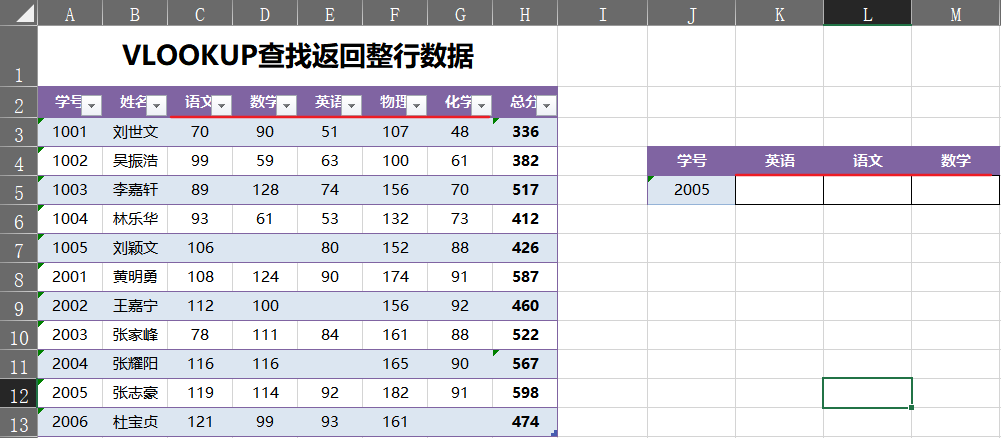 A B C D E F G H I J K L M
1 VLOOKUP查找返回整行数据
2 学号 姓名 语文 数学 英语 物理 化学 总分
3 1001 刘世文 70 90 51 107 48 336
4 1002 吴振浩 99 59 63 100 61 382 学号 英语 语文 数学
5 1003 李嘉轩 89 128 74 156 70 517 2005
6 1004 林乐华 93 61 53 132 73 412
7 1005 刘颖文 106 80 152 88 426
8 2001 黄明勇 108 124 90 174 91 587
9 2002 王嘉宁 112 100 156 92 460
10 2003 张家峰 78 111 84 161 88 522
11 2004 张耀阳 116 116 165 90 567
12 2005 张志豪 119 114 92 182 91 598
13 2006 杜宝贞 121 99 93 161 474